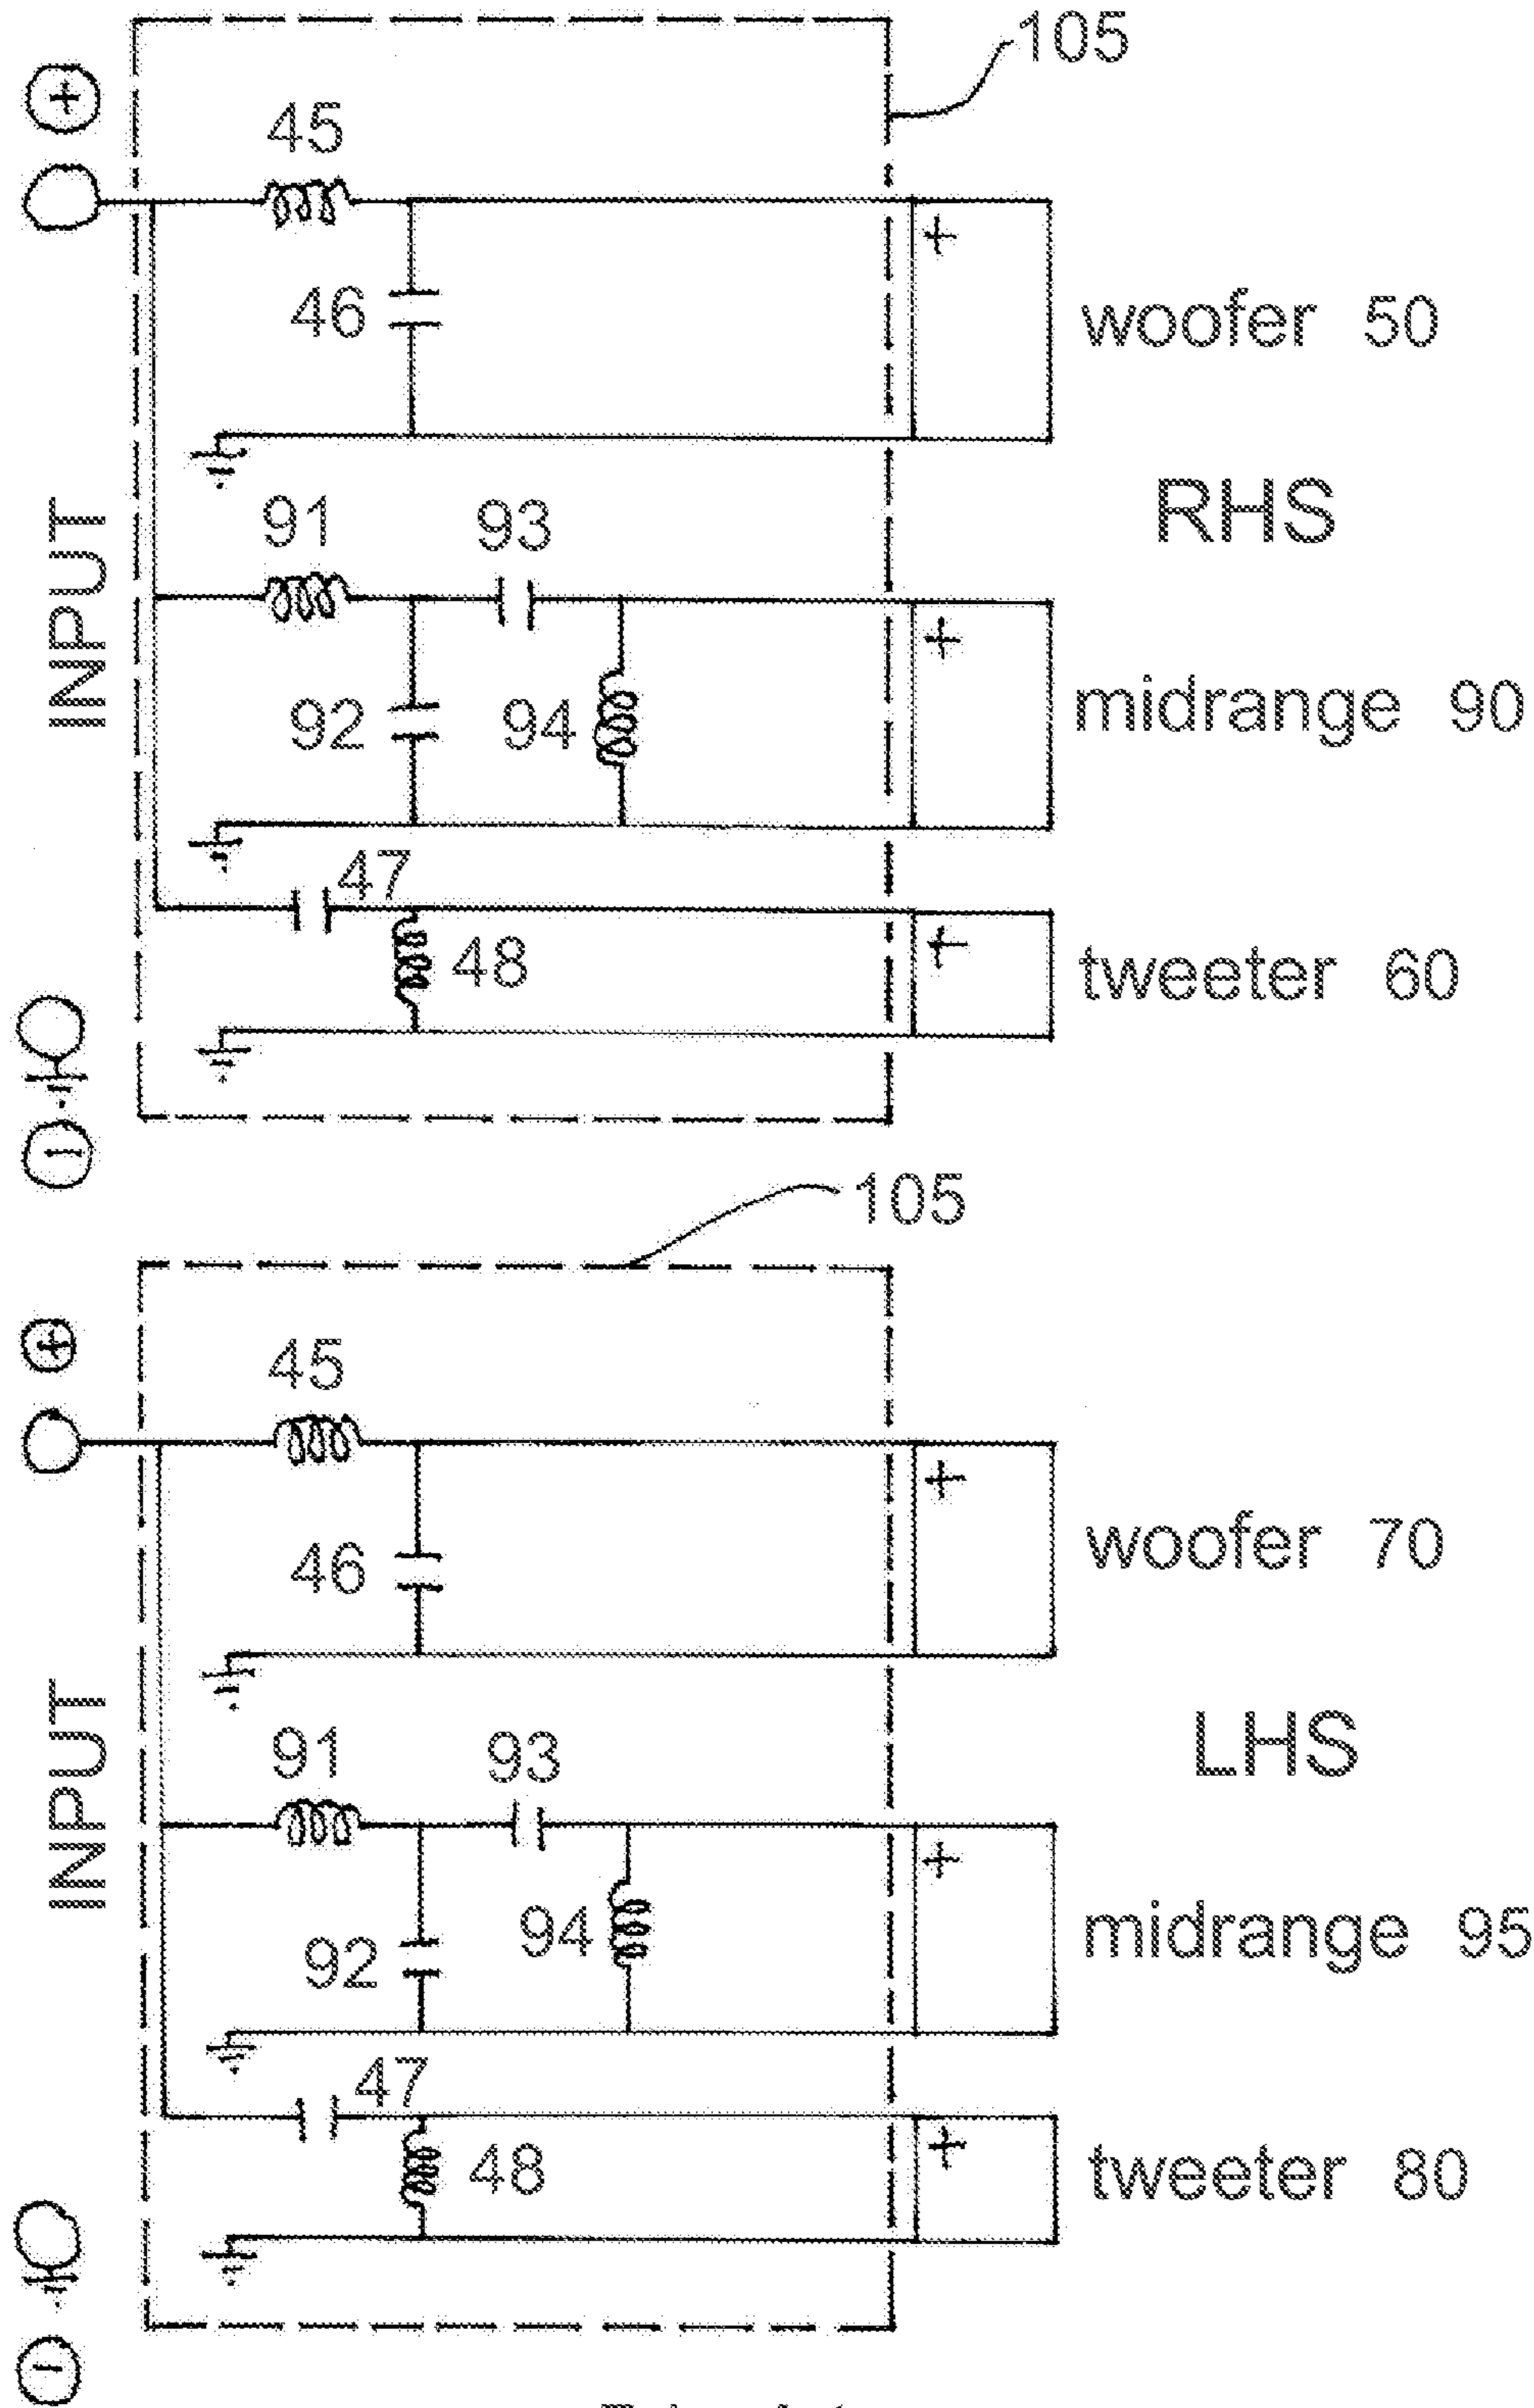 105
+
45
46
+
woofer 50
INPUT
RHS
91
93
92
94
+
midrange 90
47
48
+
tweeter 60
-
105
+
45
46
+
woofer 70
INPUT
LHS
91
93
92
94
+
midrange 95
47
48
+
tweeter 80
-